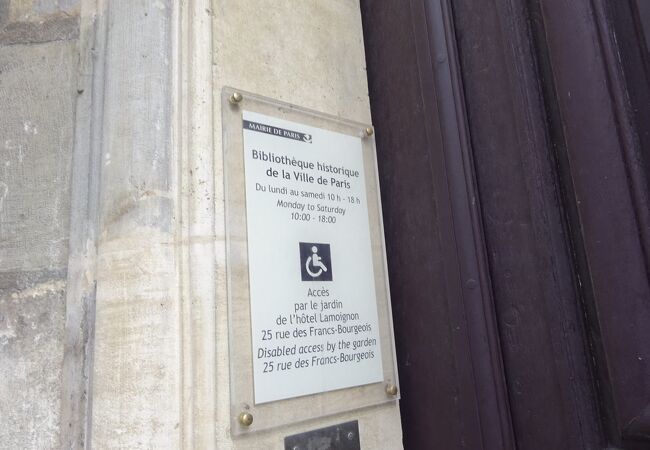 MAIRIE DE PARIS
Bibliothèque historique
de la Ville de Paris
Du lundi au samedi 10 h - 18 h
Monday to Saturday
10:00 - 18:00
Accès
par le jardin
de l'hôtel Lamoignon
25 rue des Francs-Bourgeois
Disabled access by the garden
25 rue des Francs-Bourgeois